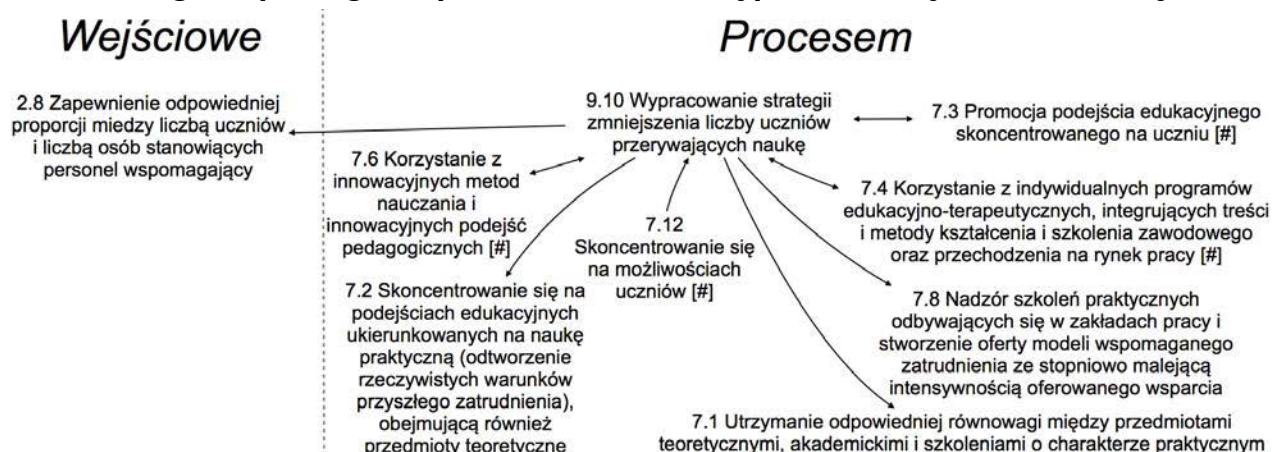 Wejściowe
Procesem
2.8 Zapewnienie odpowiedniej
proporcji miedzy liczbą uczniów
i liczbą osób stanowiących
personel wspomagający
9.10 Wypracowanie strategii
zmniejszenia liczby uczniów
przerywających naukę
7.3 Promocja podejścia edukacyjnego
skoncentrowanego na uczniu [#]
7.6 Korzystanie z
innowacyjnych metod
nauczania i
innowacyjnych podejść
pedagogicznych [#]
7.12
Skoncentrowanie się
na możliwościach
uczniów [#]
7.4 Korzystanie z indywidualnych programów
edukacyjno-terapeutycznych, integrujących treści
i metody kształcenia i szkolenia zawodowego
oraz przechodzenia na rynek pracy [#]
7.2 Skoncentrowanie się na
podejściach edukacyjnych
ukierunkowanych na naukę
praktyczną (odtworzenie
rzeczywistych warunków
przyszłego zatrudnienia),
obejmującą również
przedmioty teoretyczne
7.8 Nadzór szkoleń praktycznych
odbywających się w zakładach pracy i
stworzenie oferty modeli wspomaganego
zatrudnienia ze stopniowo malejącą
intensywnością oferowanego wsparcia
7.1 Utrzymanie odpowiedniej równowagi między przedmiotami
teoretycznymi, akademickimi i szkoleniami o charakterze praktycznym